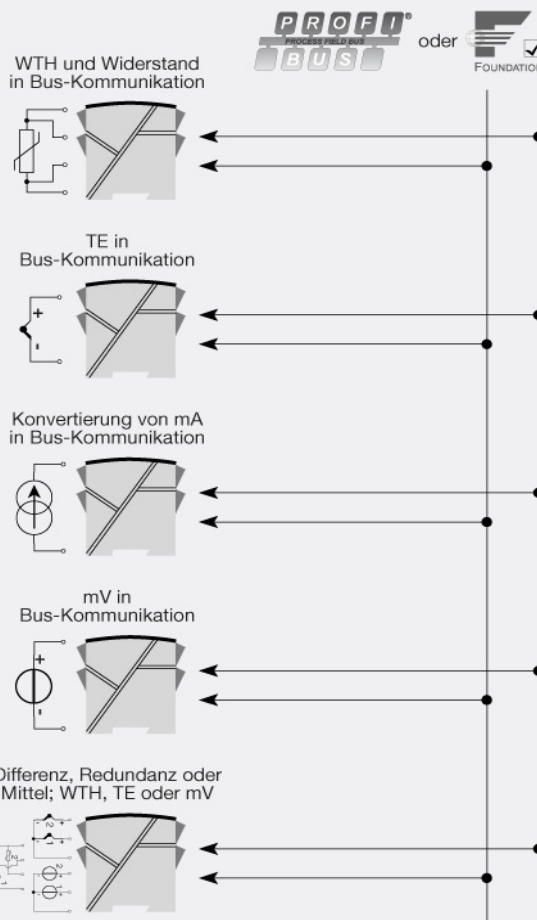 PROFI®
PROCESS FIELD BUS
BUS
oder
FOUNDATION
WTH und Widerstand
in Bus-Kommunikation
TE in
Bus-Kommunikation
+
-
Konvertierung von mA
in Bus-Kommunikation
mV in
Bus-Kommunikation
+
-
Differenz, Redundanz oder
Mittel; WTH, TE oder mV